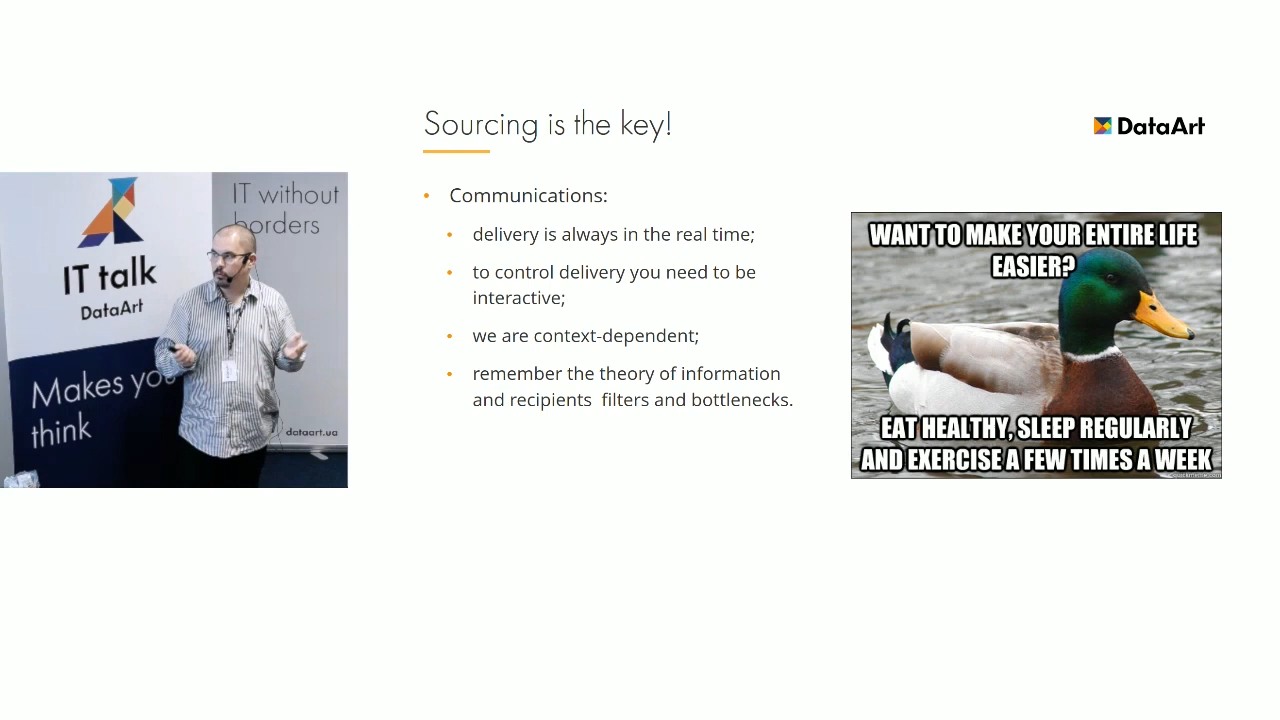 Sourcing is the key!
DataArt
IT without
borders
IT talk
DataArt
Makes you
think
dataart.ua
• Communications:
• delivery is always in the real time;
• to control delivery you need to be
interactive;
• we are context-dependent;
• remember the theory of information
and recipients filters and bottlenecks.
WANT TO MAKE YOUR ENTIRE LIFE
EASIER?
EAT HEALTHY, SLEEP REGULARLY
AND EXERCISE A FEW TIMES A WEEK